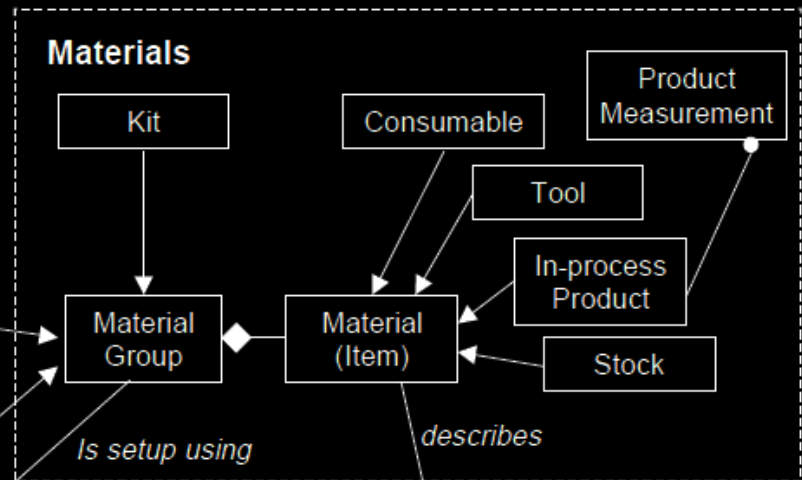 Materials
Kit
Consumable
Product
Measurement
Tool
In-process
Product
Material
Group
Material
(Item)
Stock
Is setup using
describes